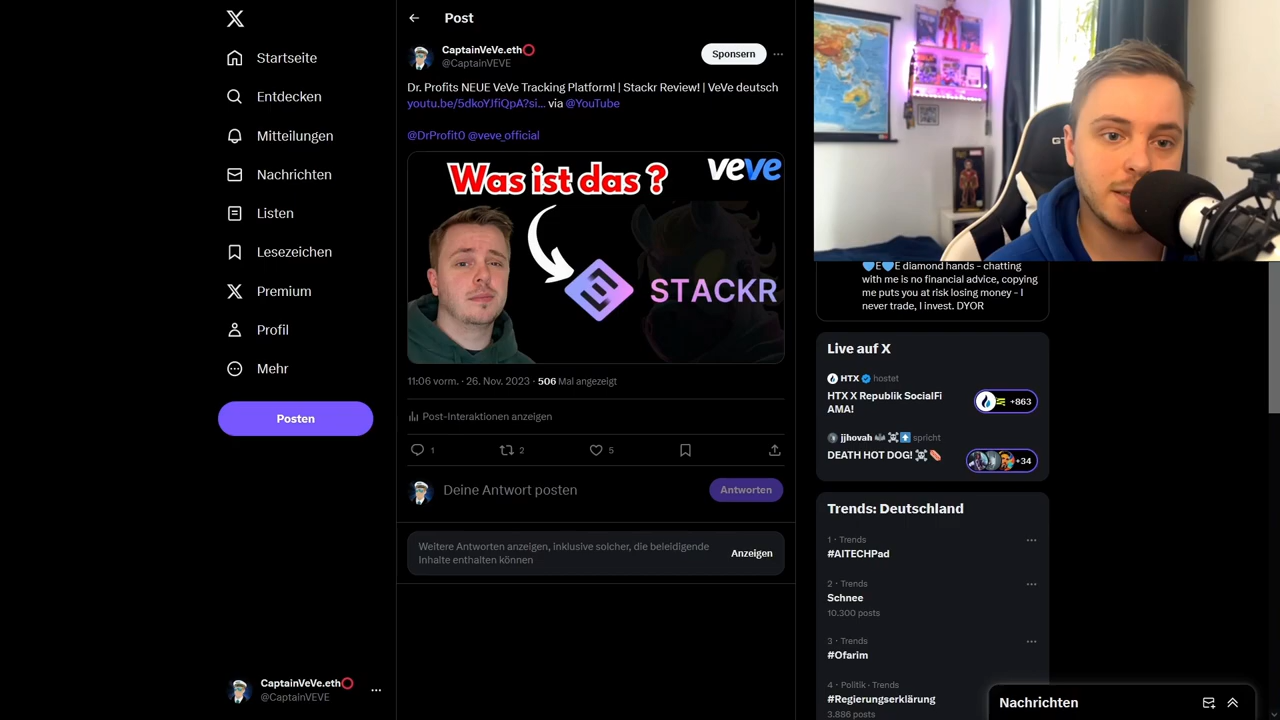 Startseite
Entdecken
Mitteilungen
Nachrichten
Listen
Lesezeichen
Premium
Profil
Mehr
Posten
CaptainVeVe.eth⭕
@CaptainVEVE
Post
CaptainVeVe.eth⭕
@CaptainVEVE
Sponsern
Dr. Profits NEUE VeVe Tracking Platform! | Stackr Review! | VeVe deutsch
youtu.be/5dkoYJfiQpA?si... via @YouTube
@DrProfit0 @veve_official
Was ist das ?
veve
STACKR
11:06 vorm. · 26. Nov. 2023 · 506 Mal angezeigt
Post-Interaktionen anzeigen
1
2
5
Deine Antwort posten
Antworten
Weitere Antworten anzeigen, inklusive solcher, die beleidigende
Inhalte enthalten können
Anzeigen
💙E💙E diamond hands - chatting
with me is no financial advice, copying
me puts you at risk losing money - I
never trade, I invest. DYOR
Live auf X
HTX hostet
HTX X Republik SocialFi
AMA!
+863
jjhovah spricht
DEATH HOT DOG! ☠️🌭
+34
Trends: Deutschland
1 · Trends
#AITECHPad
2 · Trends
Schnee
10.300 posts
3 · Trends
#Ofarim
4 · Politik · Trends
#Regierungserklärung
3.886 posts
Nachrichten